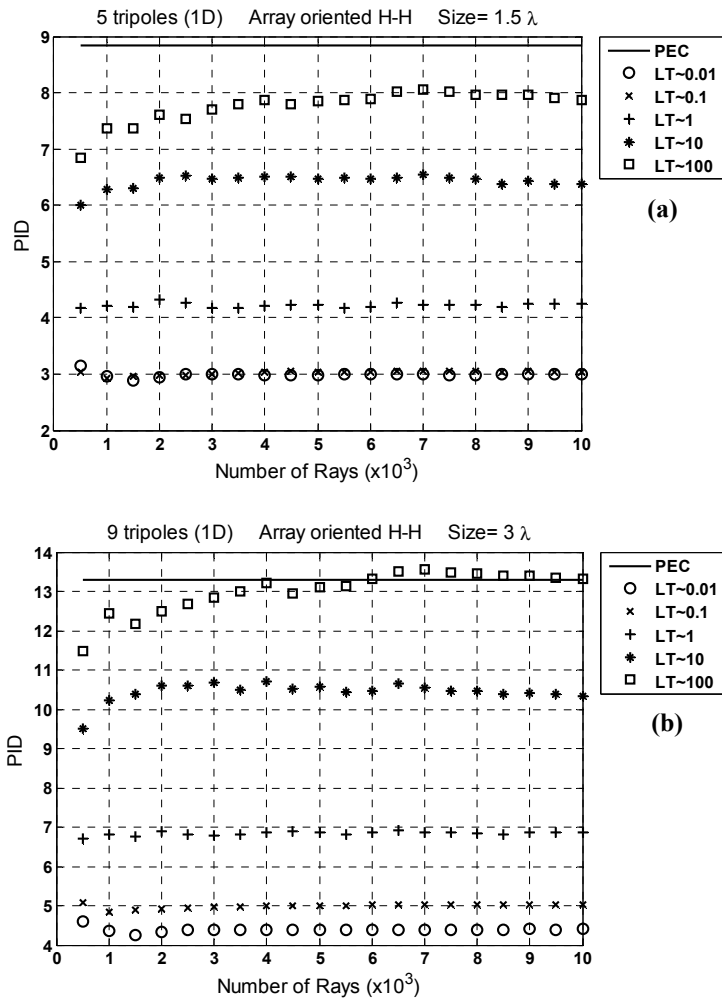 5 tripoles (1D) Array oriented H-H Size= 1.5 λ
9
8
7
6
5
4
3
2
PID
0 1 2 3 4 5 6 7 8 9 10
Number of Rays (x10³)
PEC
LT~0.01
LT~0.1
LT~1
LT~10
LT~100
(a)
9 tripoles (1D) Array oriented H-H Size= 3 λ
14
13
12
11
10
9
8
7
6
5
4
PID
0 1 2 3 4 5 6 7 8 9 10
Number of Rays (x10³)
PEC
LT~0.01
LT~0.1
LT~1
LT~10
LT~100
(b)